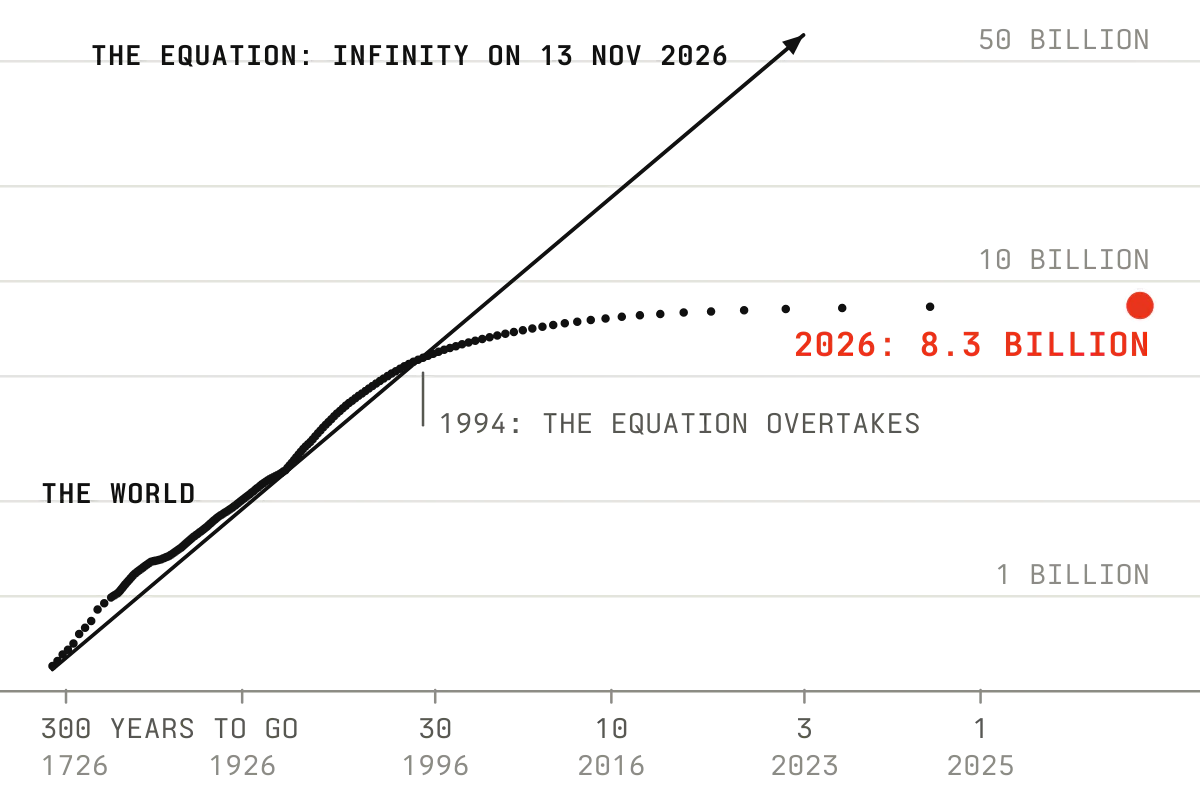 50 BILLION
THE EQUATION: INFINITY ON 13 NOV 2026
10 BILLION
2026: 8.3 BILLION
1994: THE EQUATION OVERTAKES
THE WORLD
1 BILLION
300 YEARS TO GO 30 10 3 1
1726 1926 1996 2016 2023 2025